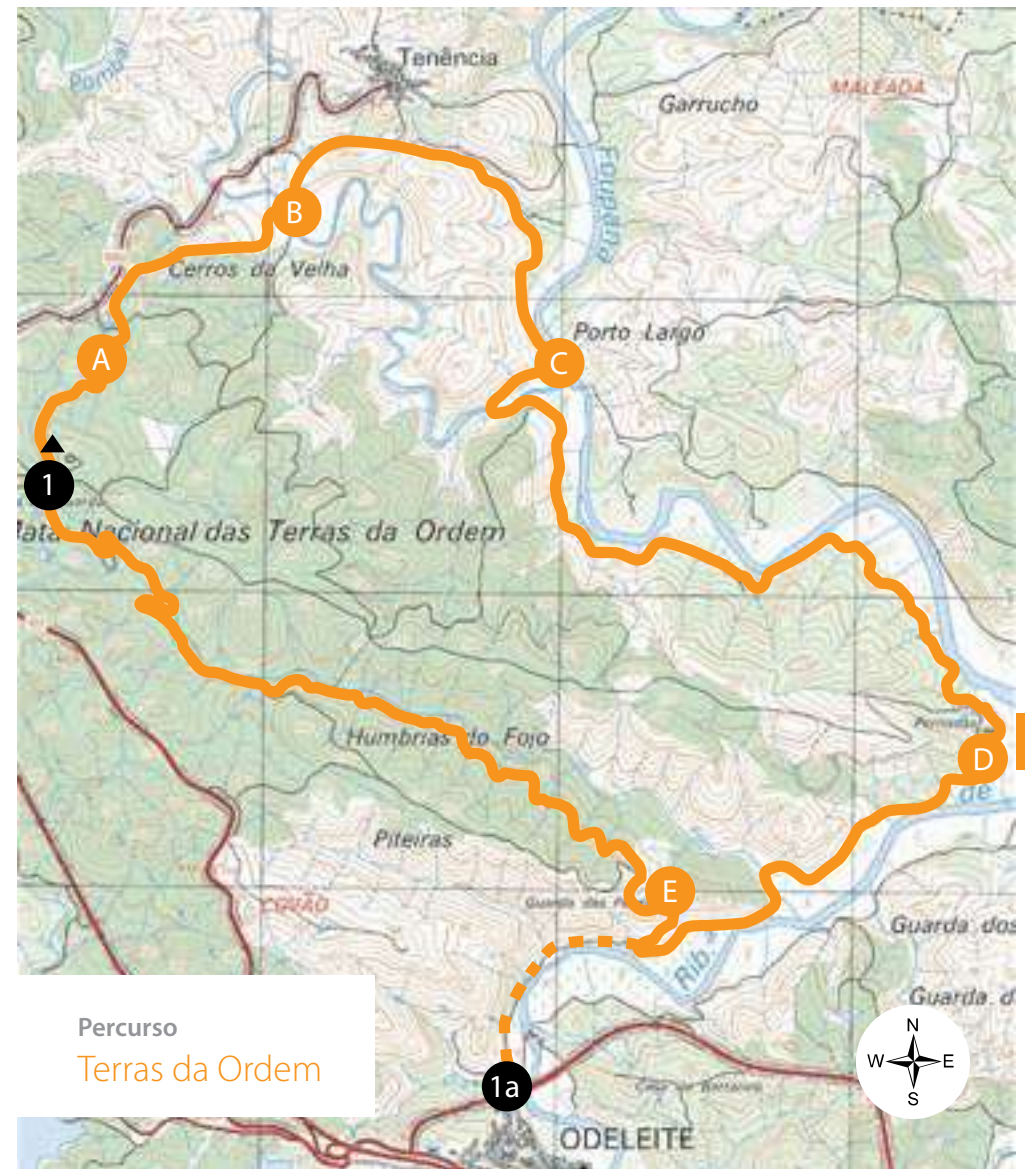 Tenência
Pombal
Garrucho
MALEADA
Foupana
B
Cerros da Velha
Porto Largo
A
C
1
Mata Nacional das Terras da Ordem
Humbrias do Fojo
D
de
Piteiras
E
Guarda dos
Rib.
Guarda d
Percurso
Terras da Ordem
N
W E
S
1a
ODELEITE